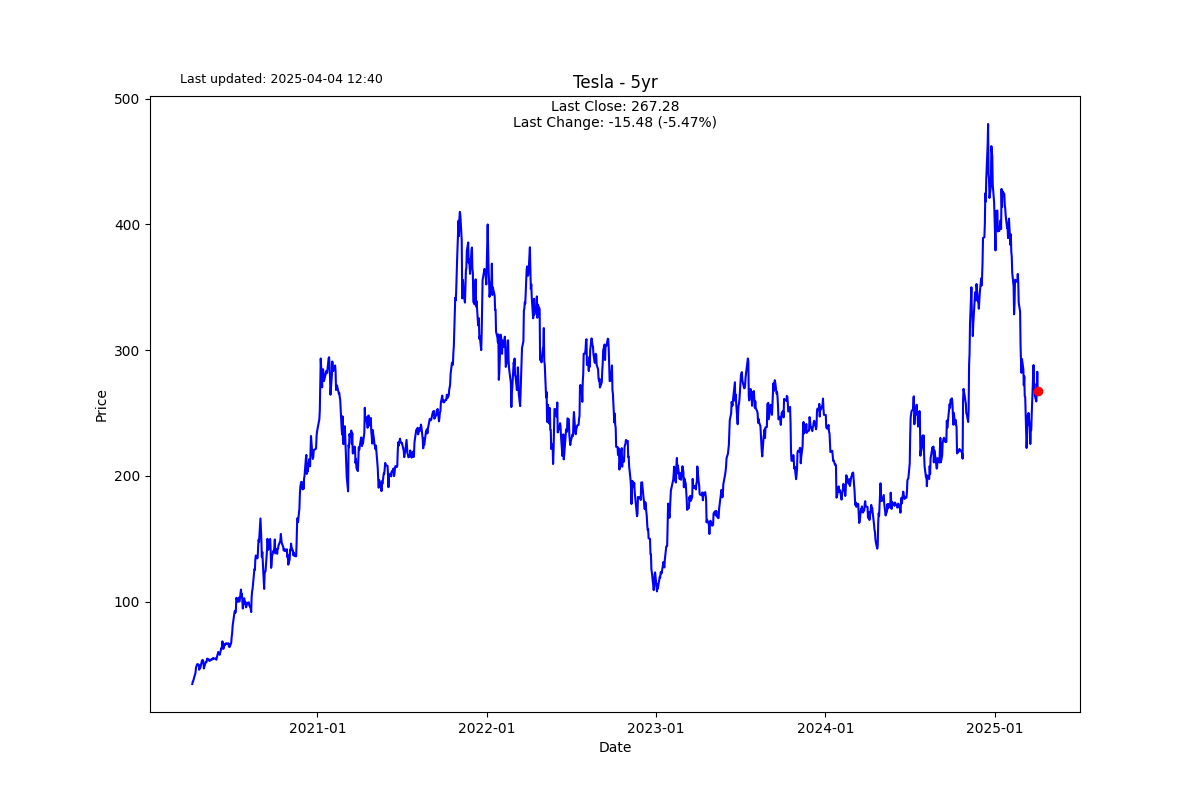 Last updated: 2025-04-04 12:40
Tesla - 5yr
Last Close: 267.28
Last Change: -15.48 (-5.47%)
500
400
300
200
100
Price
2021-01
2022-01
2023-01
2024-01
2025-01
Date